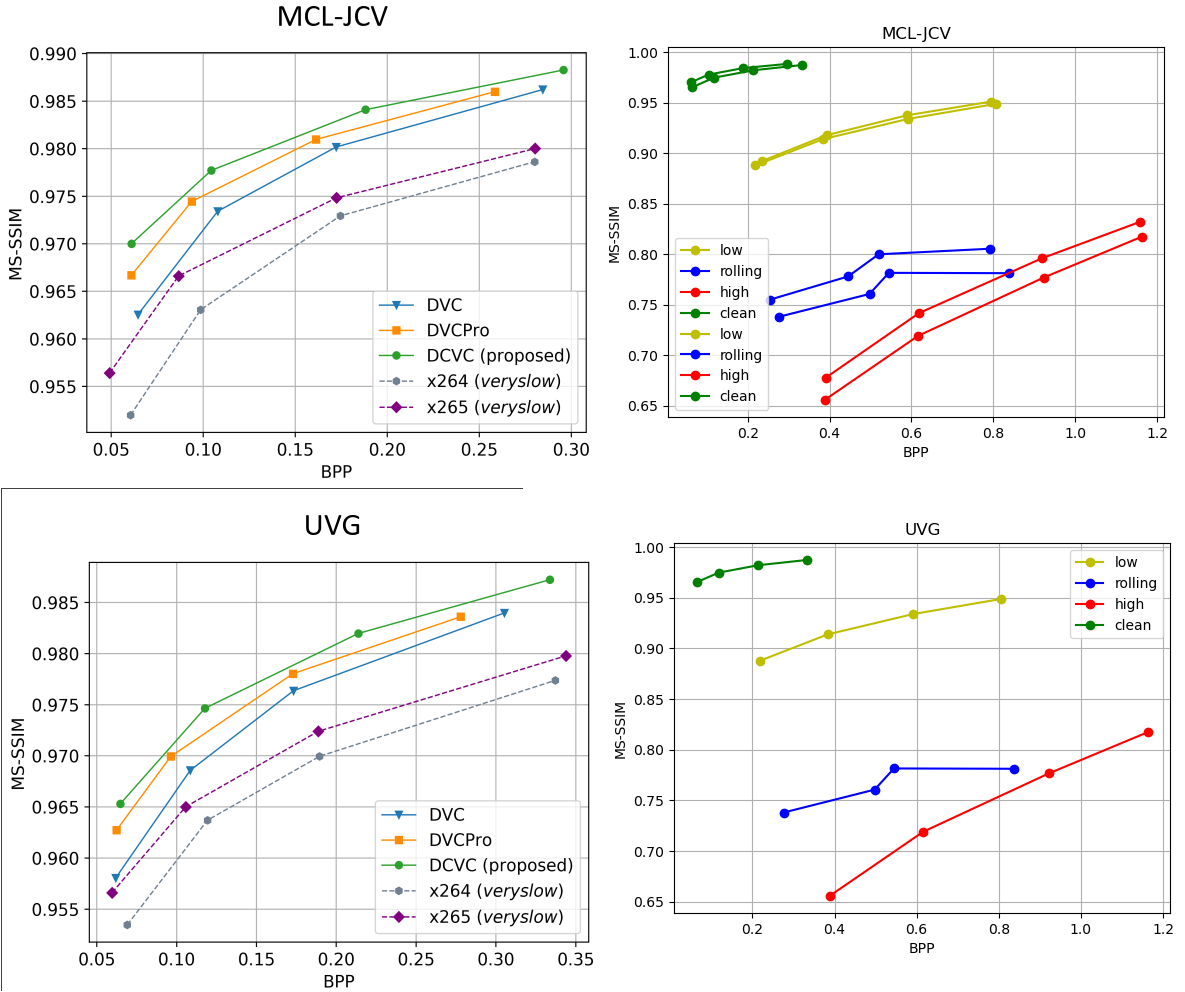 MCL-JCV
0.990
0.985
0.980
0.975
0.970
0.965
0.960
0.955
MS-SSIM
0.05 0.10 0.15 0.20 0.25 0.30
BPP
DVC
DVCPro
DCVC (proposed)
x264 (veryslow)
x265 (veryslow)
MCL-JCV
1.00
0.95
0.90
0.85
0.80
0.75
0.70
0.65
MS-SSIM
low
rolling
high
clean
low
rolling
high
clean
0.2 0.4 0.6 0.8 1.0 1.2
BPP
UVG
0.985
0.980
0.975
0.970
0.965
0.960
0.955
MS-SSIM
DVC
DVCPro
DCVC (proposed)
x264 (veryslow)
x265 (veryslow)
0.05 0.10 0.15 0.20 0.25 0.30 0.35
BPP
UVG
1.00
0.95
0.90
0.85
0.80
0.75
0.70
0.65
MS-SSIM
low
rolling
high
clean
0.2 0.4 0.6 0.8 1.0 1.2
BPP